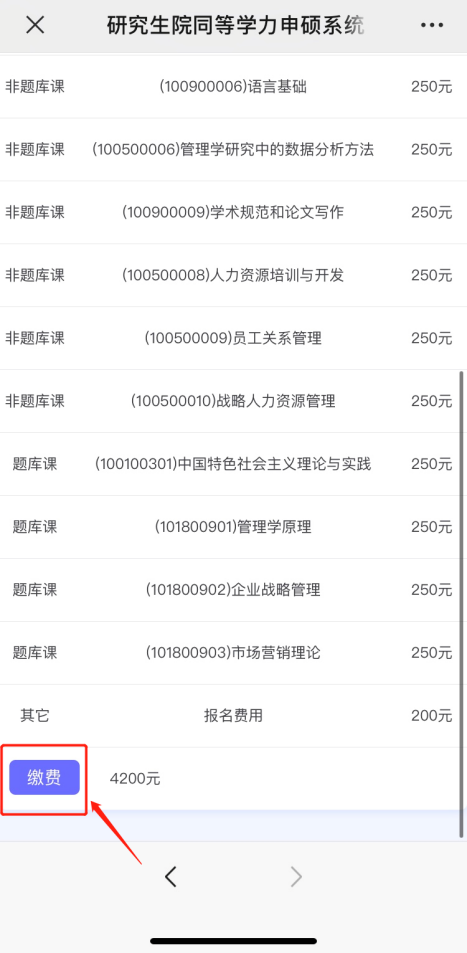 研究生院同等学力申硕系统
非题库课 (100900006)语言基础 250元
非题库课 (100500006)管理学研究中的数据分析方法 250元
非题库课 (100900009)学术规范和论文写作 250元
非题库课 (100500008)人力资源培训与开发 250元
非题库课 (100500009)员工关系管理 250元
非题库课 (100500010)战略人力资源管理 250元
题库课 (100100301)中国特色社会主义理论与实践 250元
题库课 (101800901)管理学原理 250元
题库课 (101800902)企业战略管理 250元
题库课 (101800903)市场营销理论 250元
其它 报名费用 200元
缴费 4200元